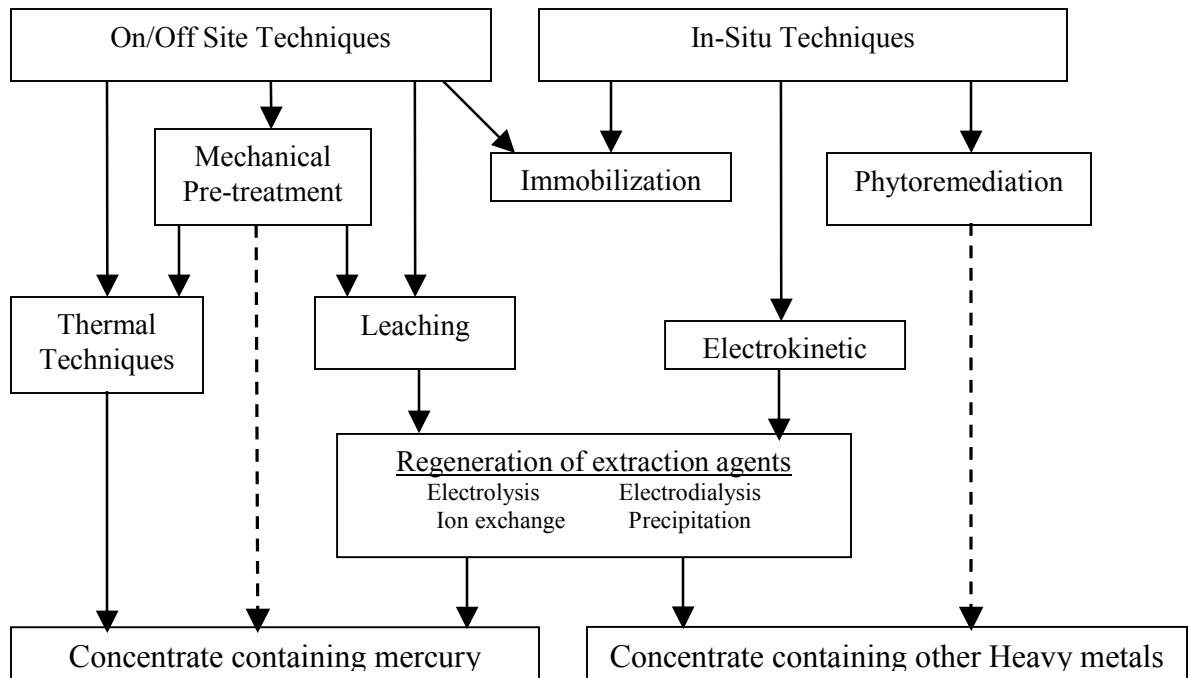 On/Off Site Techniques
In-Situ Techniques
Mechanical
Pre-treatment
Immobilization
Phytoremediation
Thermal
Techniques
Leaching
Electrokinetic
Regeneration of extraction agents
Electrolysis Electrodialysis
Ion exchange Precipitation
Concentrate containing mercury
Concentrate containing other Heavy metals